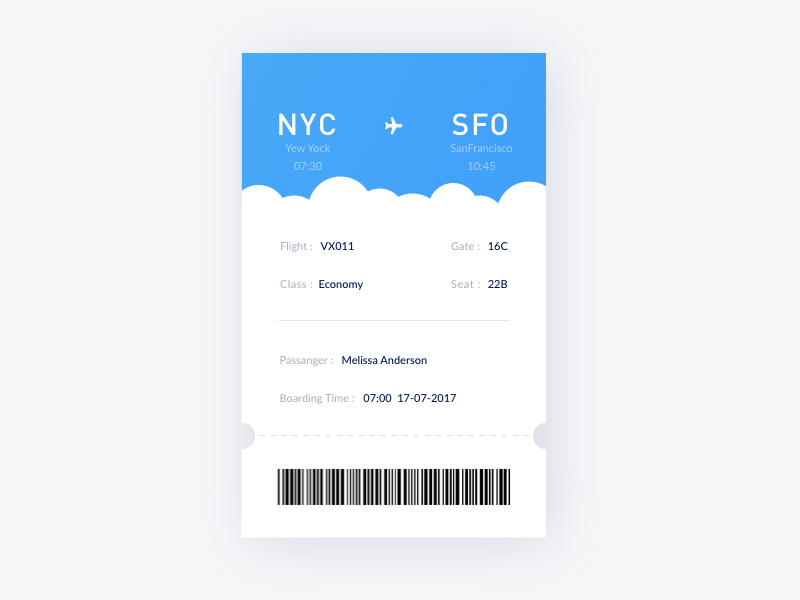 NYC SFO
Yew Yock SanFrancisco
07:30 10:45
Flight : VX011 Gate : 16C
Class : Economy Seat : 22B
Passanger : Melissa Anderson
Boarding Time : 07:00 17-07-2017